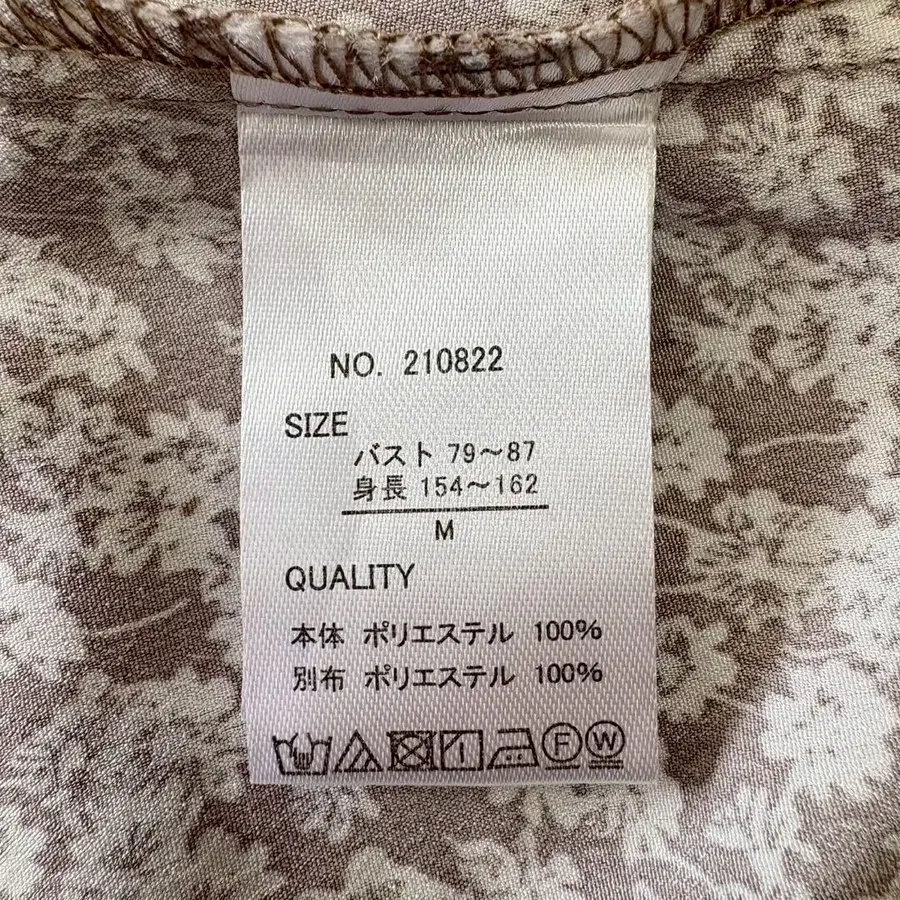 NO. 210822
SIZE
バスト 79～87
身長 154～162
M
QUALITY
本体 ポリエステル 100%
別布 ポリエステル 100%
F W